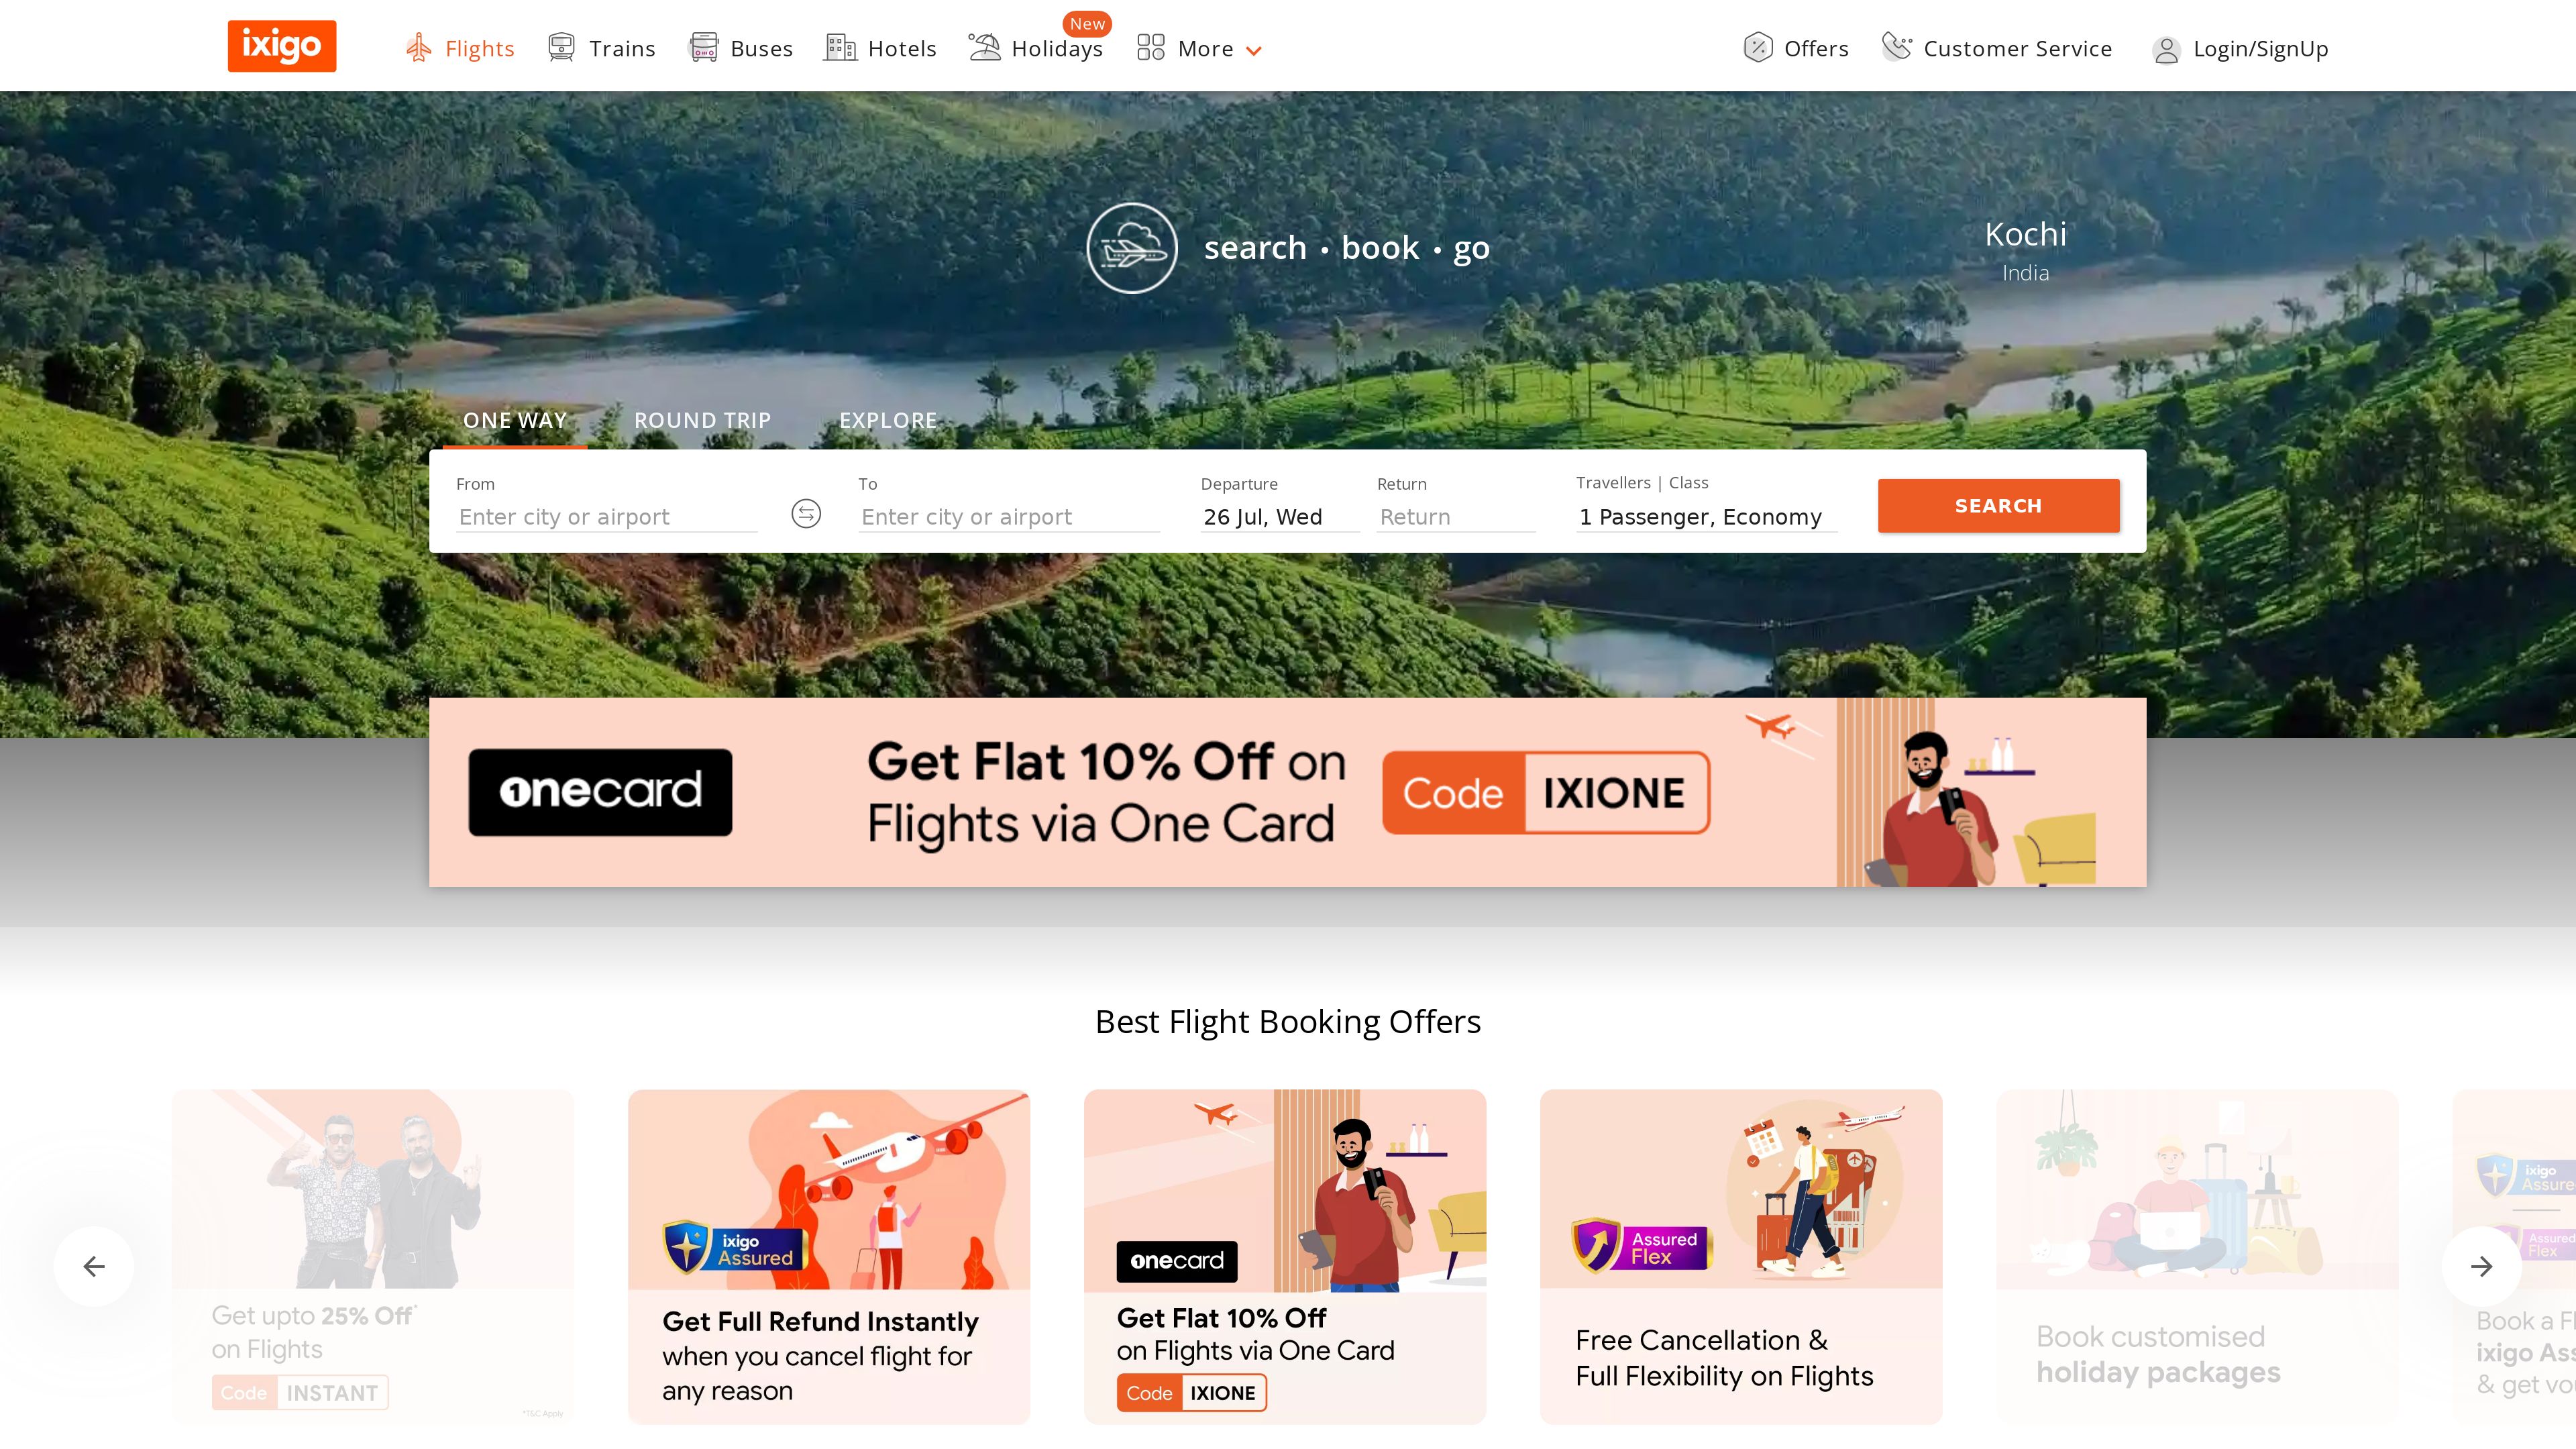 ixigo
Flights
Trains
Buses
Hotels
New
Holidays
More
Offers
Customer Service
Login/SignUp
search • book • go
Kochi
India
ONE WAY
ROUND TRIP
EXPLORE
From
Enter city or airport
To
Enter city or airport
Departure
26 Jul, Wed
Return
Return
Travellers | Class
1 Passenger, Economy
SEARCH
onecard
Get Flat 10% Off on
Flights via One Card
Code IXIONE
Best Flight Booking Offers
Get upto 25% Off*
on Flights
Code INSTANT
*T&C Apply
ixigo
Assured
Get Full Refund Instantly
when you cancel flight for
any reason
onecard
Get Flat 10% Off
on Flights via One Card
Code IXIONE
Assured
Flex
Free Cancellation &
Full Flexibility on Flights
Book customised
holiday packages
ixigo
Assure
Assured
Flex
Book a Fl
ixigo Ass
& get